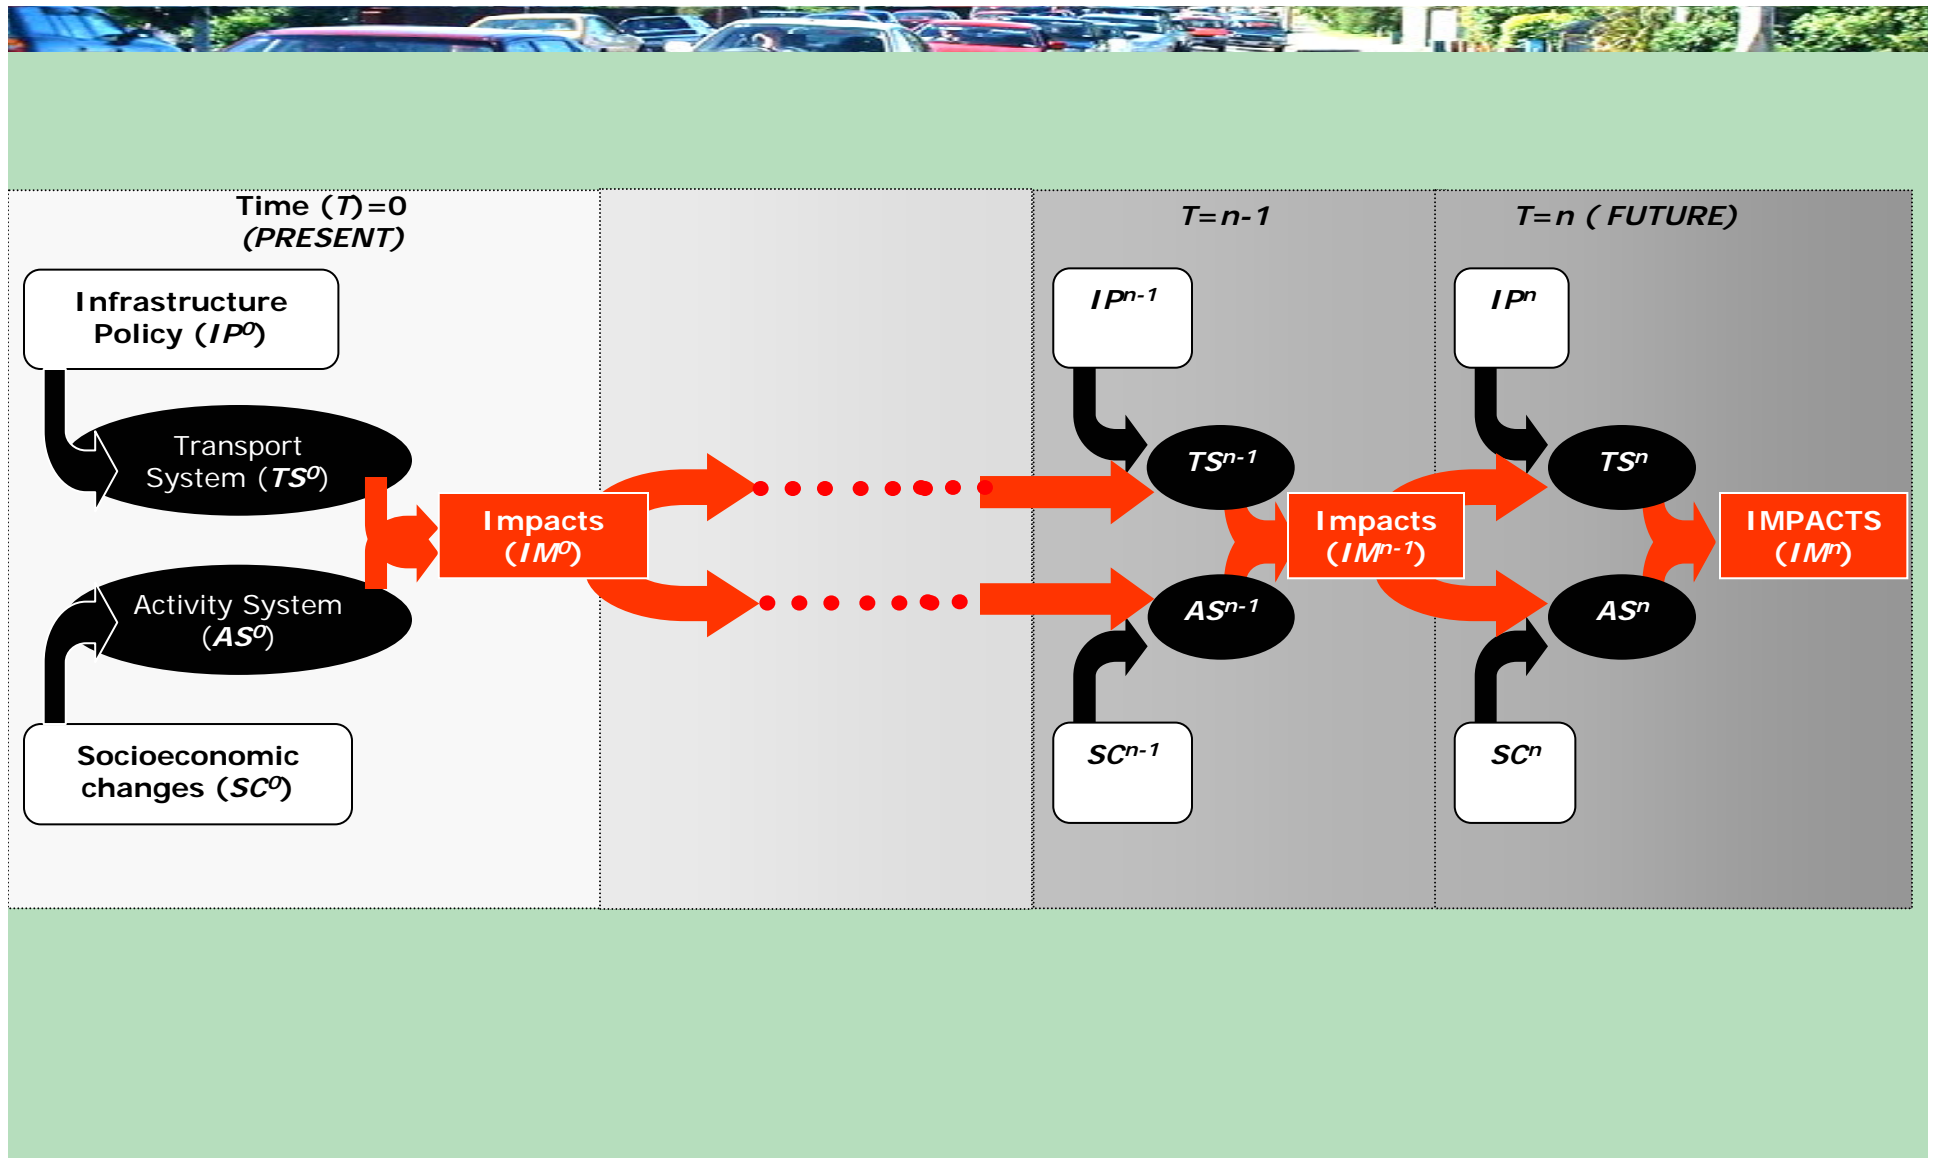 Time (T)=0
(PRESENT)
Infrastructure
Policy (IP⁰)
Transport
System (TS⁰)
Impacts
(IM⁰)
Activity System
(AS⁰)
Socioeconomic
changes (SC⁰)
T=n-1
IPⁿ⁻¹
TSⁿ⁻¹
Impacts
(IMⁿ⁻¹)
ASⁿ⁻¹
SCⁿ⁻¹
T=n ( FUTURE)
IPⁿ
TSⁿ
IMPACTS
(IMⁿ)
ASⁿ
SCⁿ